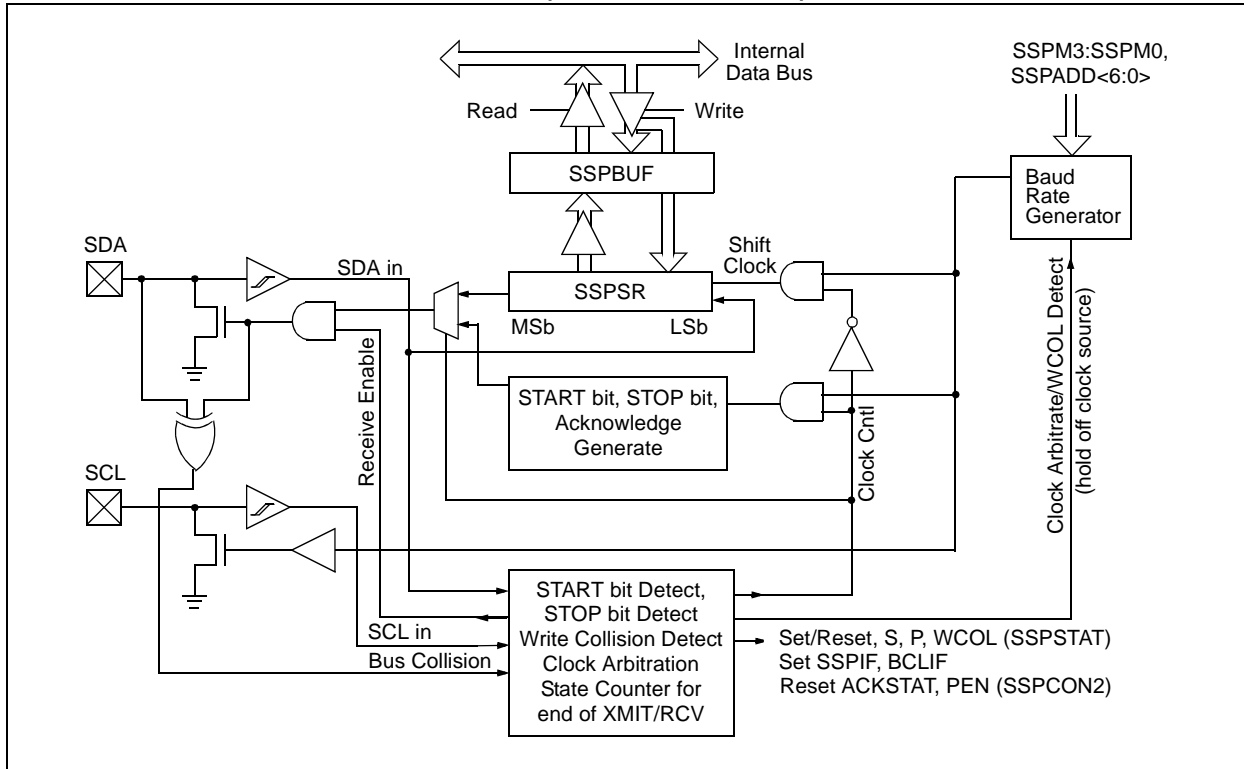 Internal
Data Bus
SSPM3:SSPM0,
SSPADD<6:0>
Read
Write
SSPBUF
Baud
Rate
Generator
SDA
SDA in
Shift
Clock
SSPSR
MSb
LSb
START bit, STOP bit,
Acknowledge
Generate
Receive Enable
Clock Cntl
Clock Arbitrate/WCOL Detect
(hold off clock source)
SCL
SCL in
Bus Collision
START bit Detect,
STOP bit Detect
Write Collision Detect
Clock Arbitration
State Counter for
end of XMIT/RCV
Set/Reset, S, P, WCOL (SSPSTAT)
Set SSPIF, BCLIF
Reset ACKSTAT, PEN (SSPCON2)